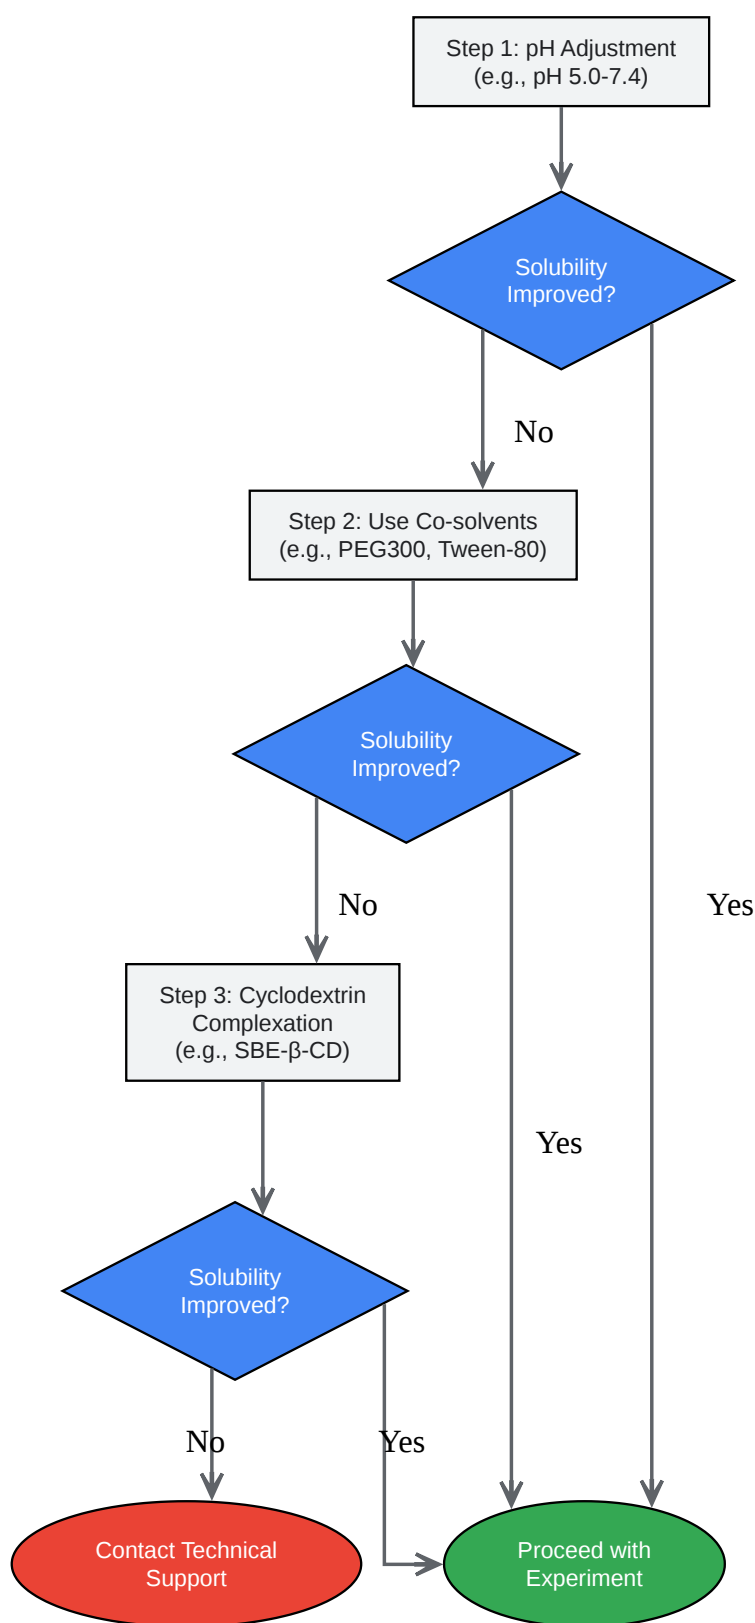 Step 1: pH Adjustment
(e.g., pH 5.0-7.4)
Solubility
Improved?
No
Step 2: Use Co-solvents
(e.g., PEG300, Tween-80)
Solubility
Improved?
No
Yes
Step 3: Cyclodextrin
Complexation
(e.g., SBE-β-CD)
Yes
Solubility
Improved?
No
Yes
Contact Technical
Support
Proceed with
Experiment